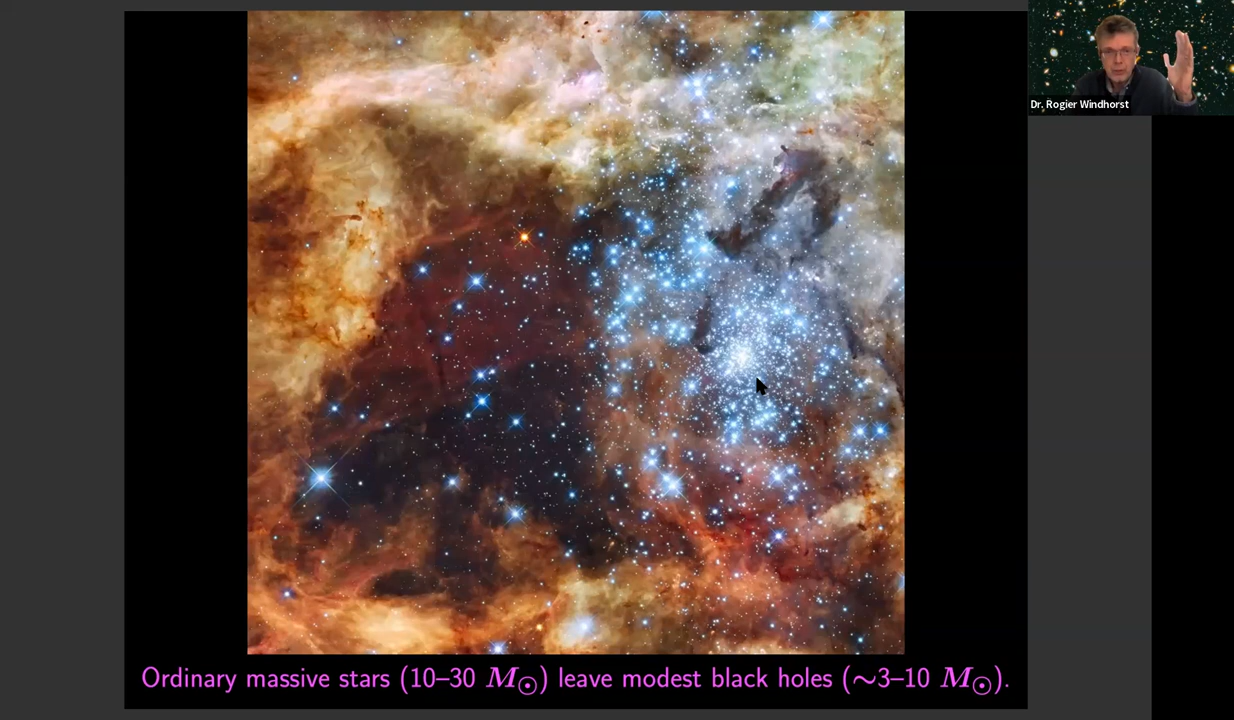 Dr. Rogier Windhorst
Ordinary massive stars (10–30 M☉) leave modest black holes (∼3–10 M☉).